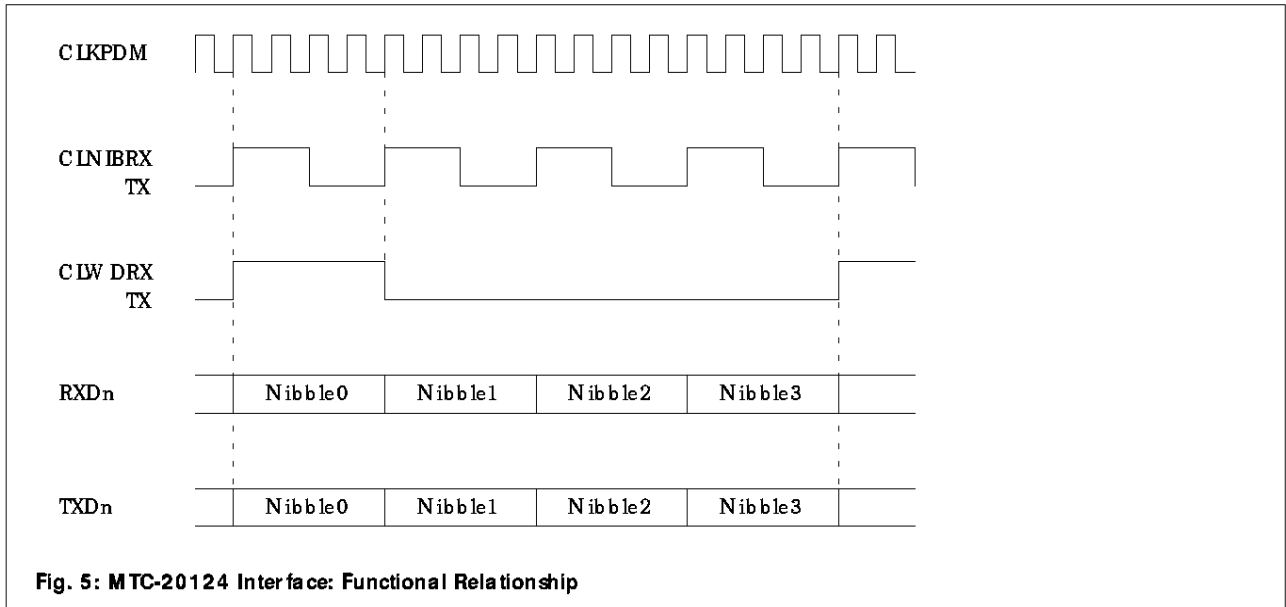 CLKPDM
CLNIBRX
TX
CLWDRX
TX
RXDn
Nibble0 Nibble1 Nibble2 Nibble3
TXDn
Nibble0 Nibble1 Nibble2 Nibble3
Fig. 5: MTC-20124 Interface: Functional Relationship